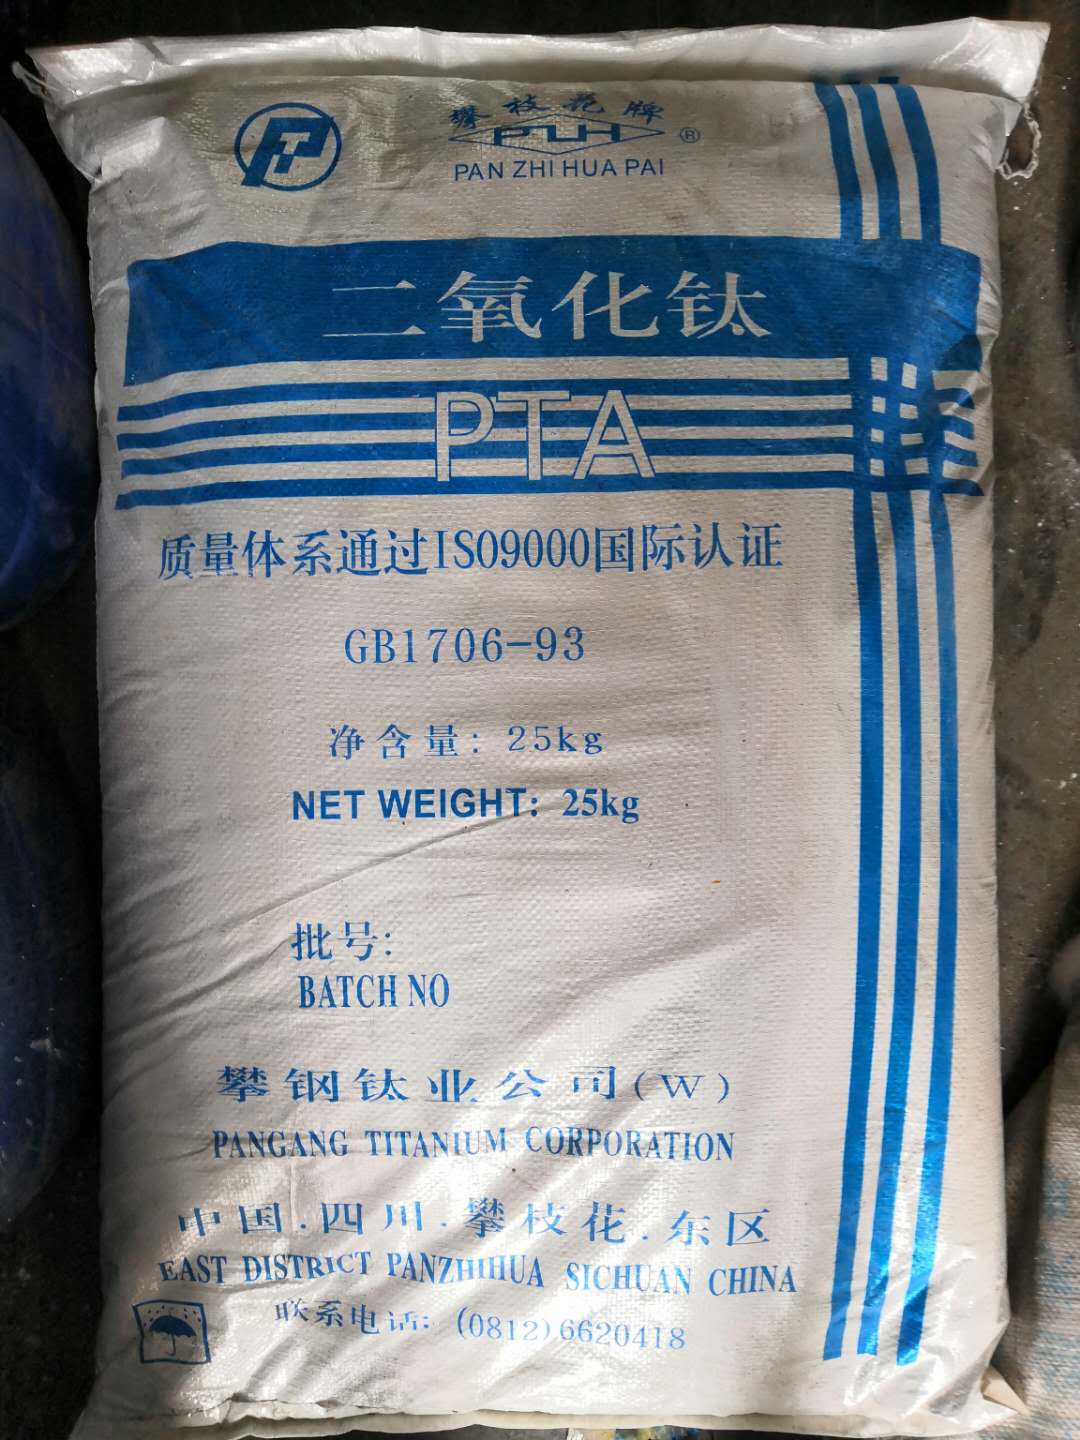 PT
攀枝花牌
PZH ®
PAN ZHI HUA PAI
二氧化钛
PTA
质量体系通过ISO9000国际认证
GB1706-93
净含量: 25kg
NET WEIGHT: 25kg
批号:
BATCH NO
攀钢钛业公司(W)
PANGANG TITANIUM CORPORATION
中国.四川.攀枝花.东区
EAST DISTRICT PANZHIHUA SICHUAN CHINA
联系电话: (0812)6620418